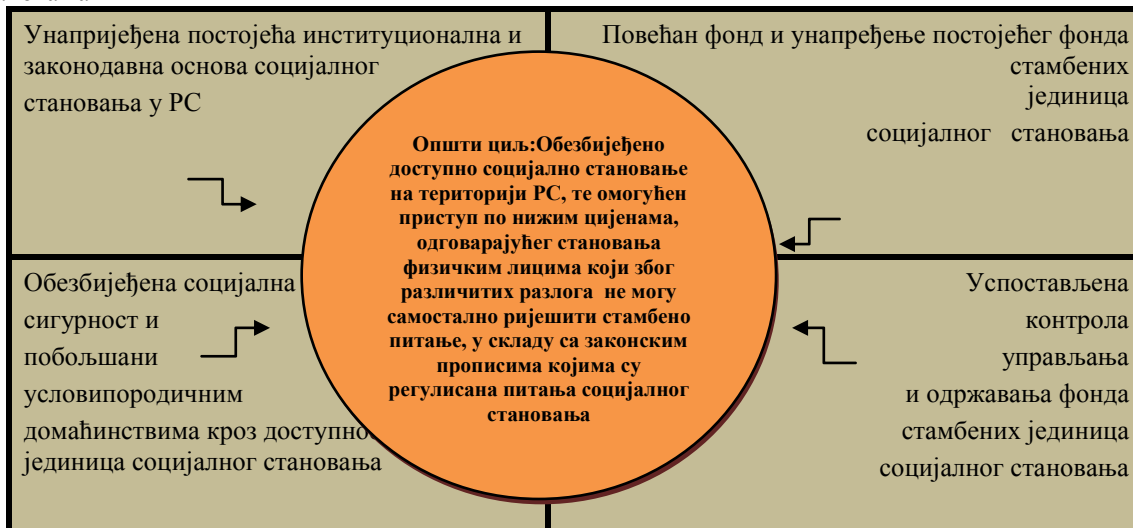 Унапријеђена постојећа институционална и
законодавна основа социјалног
становања у РС
Повећан фонд и унапређење постојећег фонда
стамбених
јединица
социјалног становања
Општи циљ:Обезбијеђено
доступно социјално становање
на територији РС, те омогућен
приступ по нижим цијенама,
одговарајућег становања
физичким лицима који због
различитих разлога не могу
самостално ријешити стамбено
питање, у складу са законским
прописима којима су
регулисана питања социјалног
становања
Обезбијеђена социјална
сигурност и
побољшани
условипородичним
домаћинствима кроз
јединица социјалног становања
Успостављена
контрола
управљања
и одржавања фонда
стамбених јединица
социјалног становања